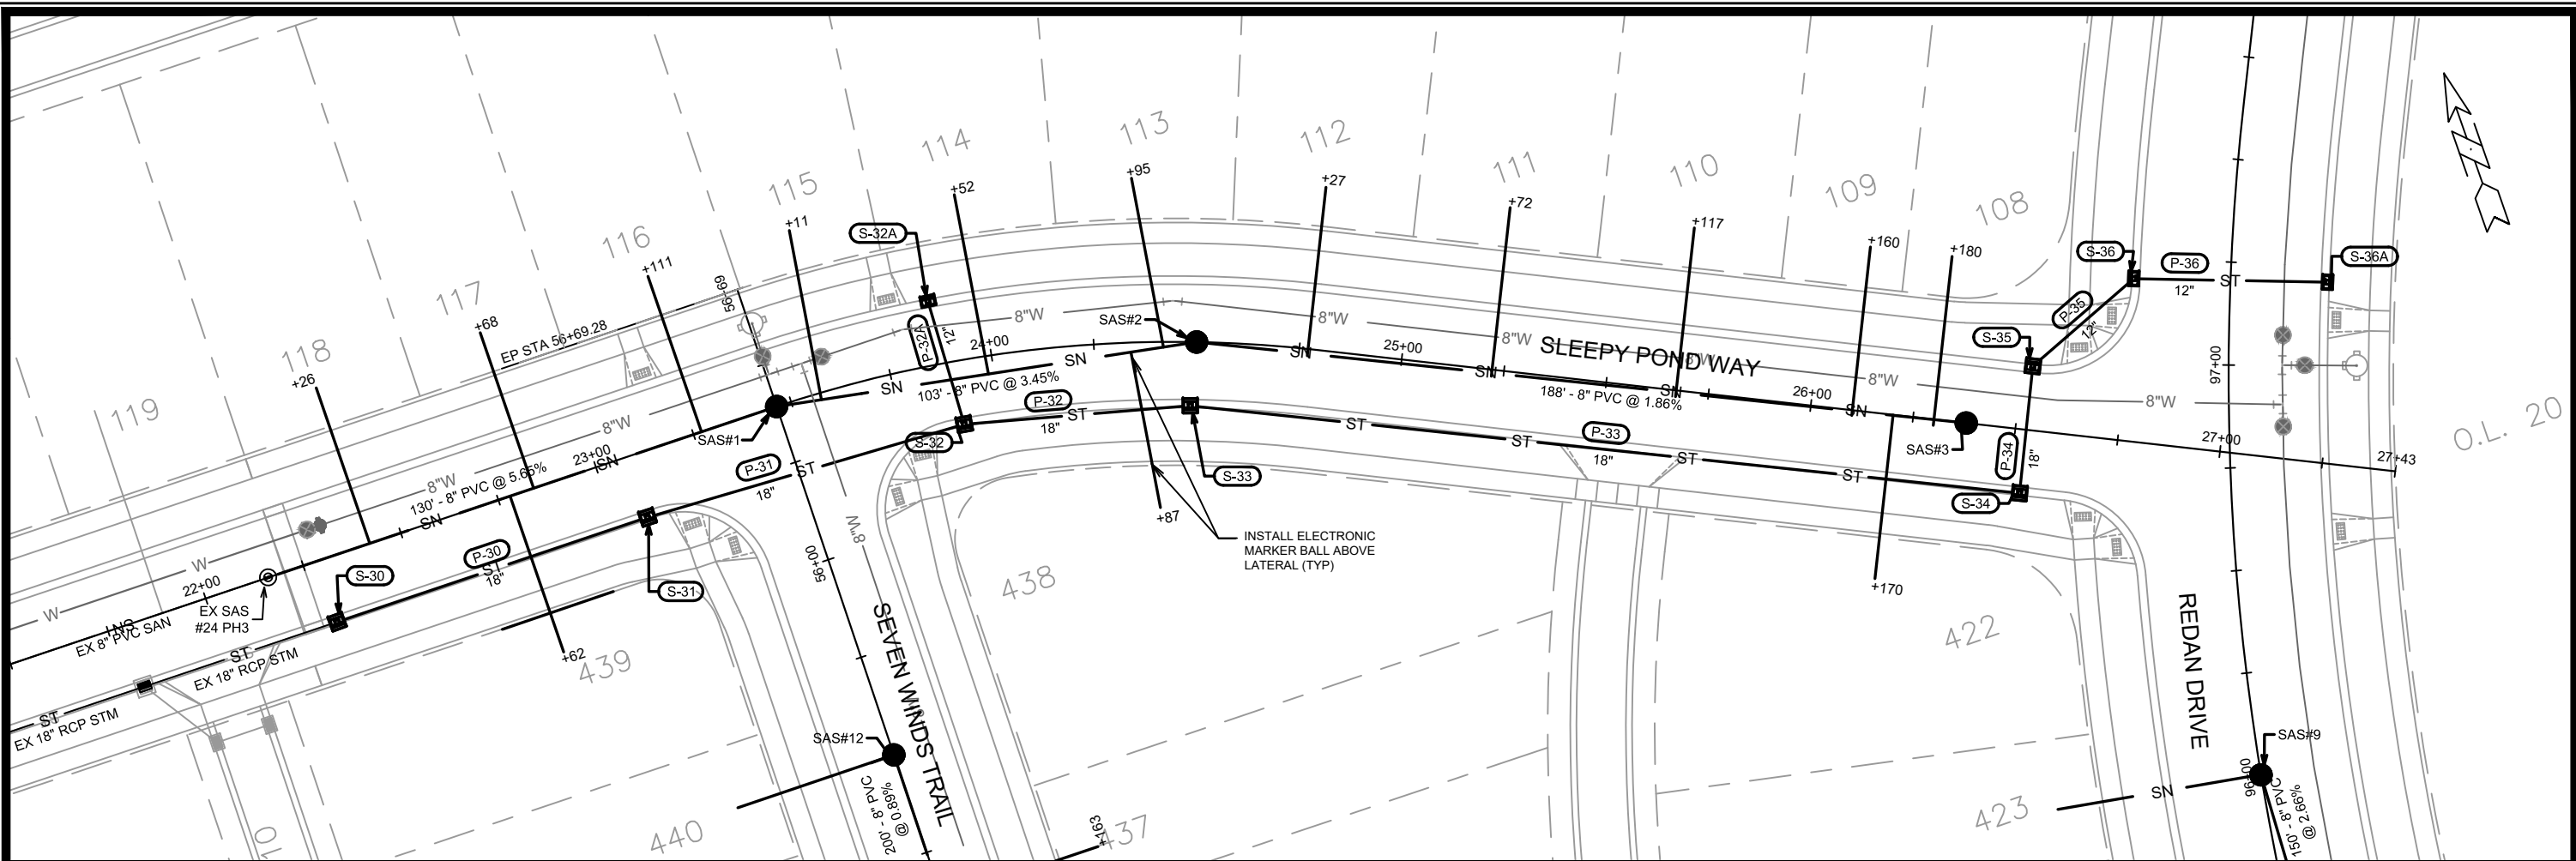 119
118
117
116
115
114
113
112
111
110
109
108
O.L. 20
+26
+68
+111
+11
+52
+95
+27
+72
+117
+160
+180
EP STA 56+69.28
56+69
S-32A
P-32A
12"
SAS#2
8"W
8"W
8"W
8"W
8"W
8"W
SLEEPY POND WAY
S-36
P-36
12"
ST
S-36A
P-35
12"
S-35
24+00
25+00
26+00
27+00
27+43
97+00
SN
SN
SN
SN
SN
SN
103' - 8" PVC @ 3.45%
188' - 8" PVC @ 1.86%
SAS#1
SAS#3
P-34
18"
S-34
P-32
ST
18"
S-32
S-33
ST
ST
P-33
18"
ST
ST
+87
INSTALL ELECTRONIC
MARKER BALL ABOVE
LATERAL (TYP)
+170
8"W
23+00
SN
8"W
130' - 8" PVC @ 5.65%
SN
P-31
ST
18"
8"W
W
22+00
W
EX SAS
#24 PH3
SN
EX 8" PVC SAN
S-30
P-30
ST
18"
S-31
56+00
ST
EX 18" RCP STM
ST
EX 18" RCP STM
+62
439
438
422
SEVEN WINDS TRAIL
REDAN DRIVE
SAS#12
SAS#9
200' - 8" PVC
@ 0.89%
440
+163
437
423
SN
96+00
150' - 8" PVC
@ 2.66%